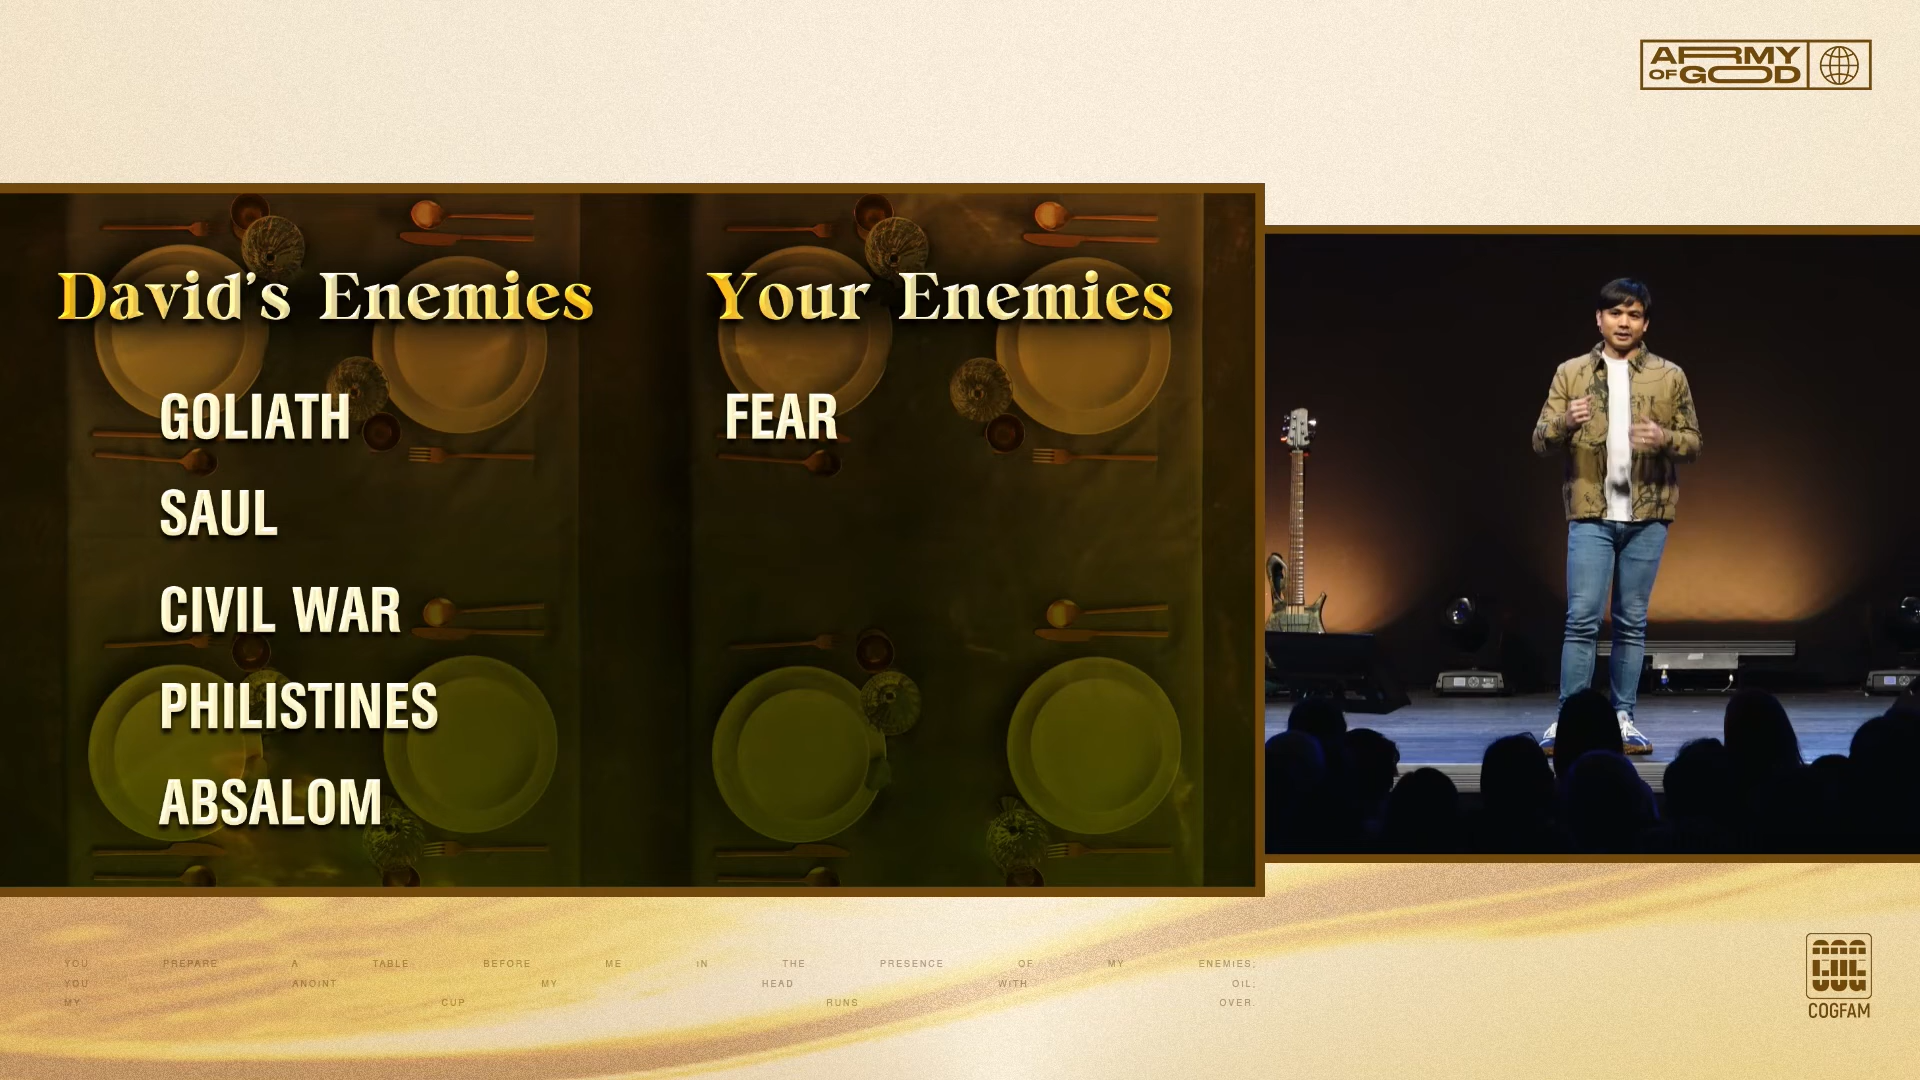 ARMY
OF GOOD
David's Enemies
GOLIATH
SAUL
CIVIL WAR
PHILISTINES
ABSALOM
Your Enemies
FEAR
YOU PREPARE A TABLE BEFORE ME IN THE PRESENCE OF MY ENEMIES;
YOU ANOINT MY HEAD WITH OIL;
MY CUP RUNS OVER.
COG
COGFAM